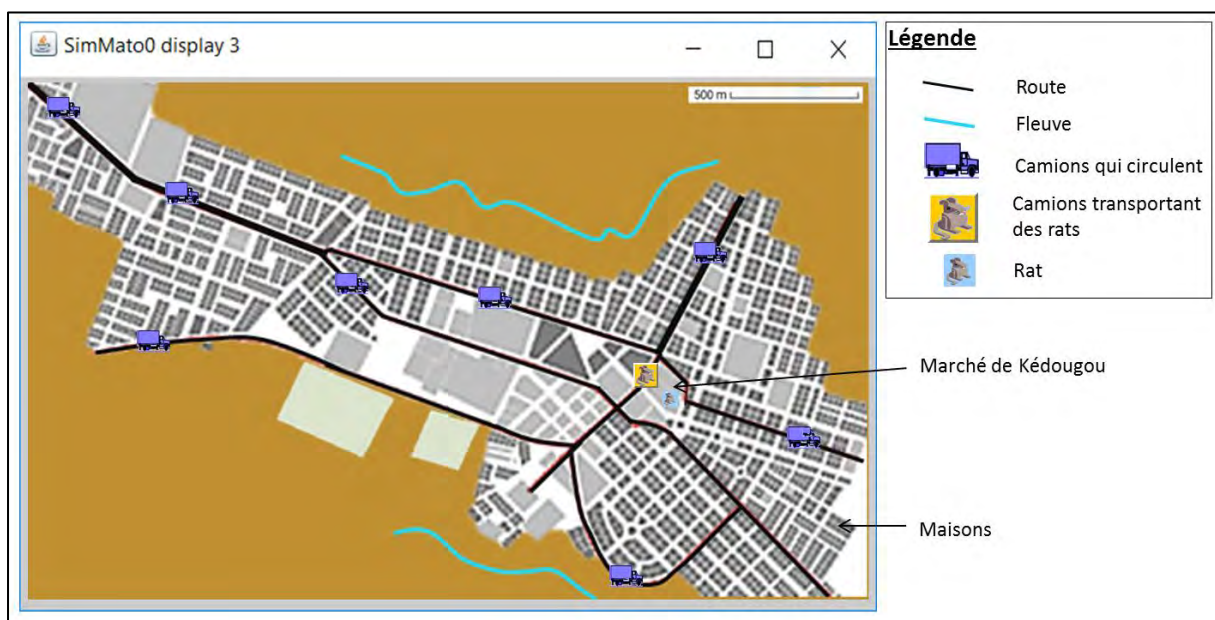 SimMato0 display 3
500 m
Légende
Route
Fleuve
Camions qui circulent
Camions transportant
des rats
Rat
Marché de Kédougou
Maisons